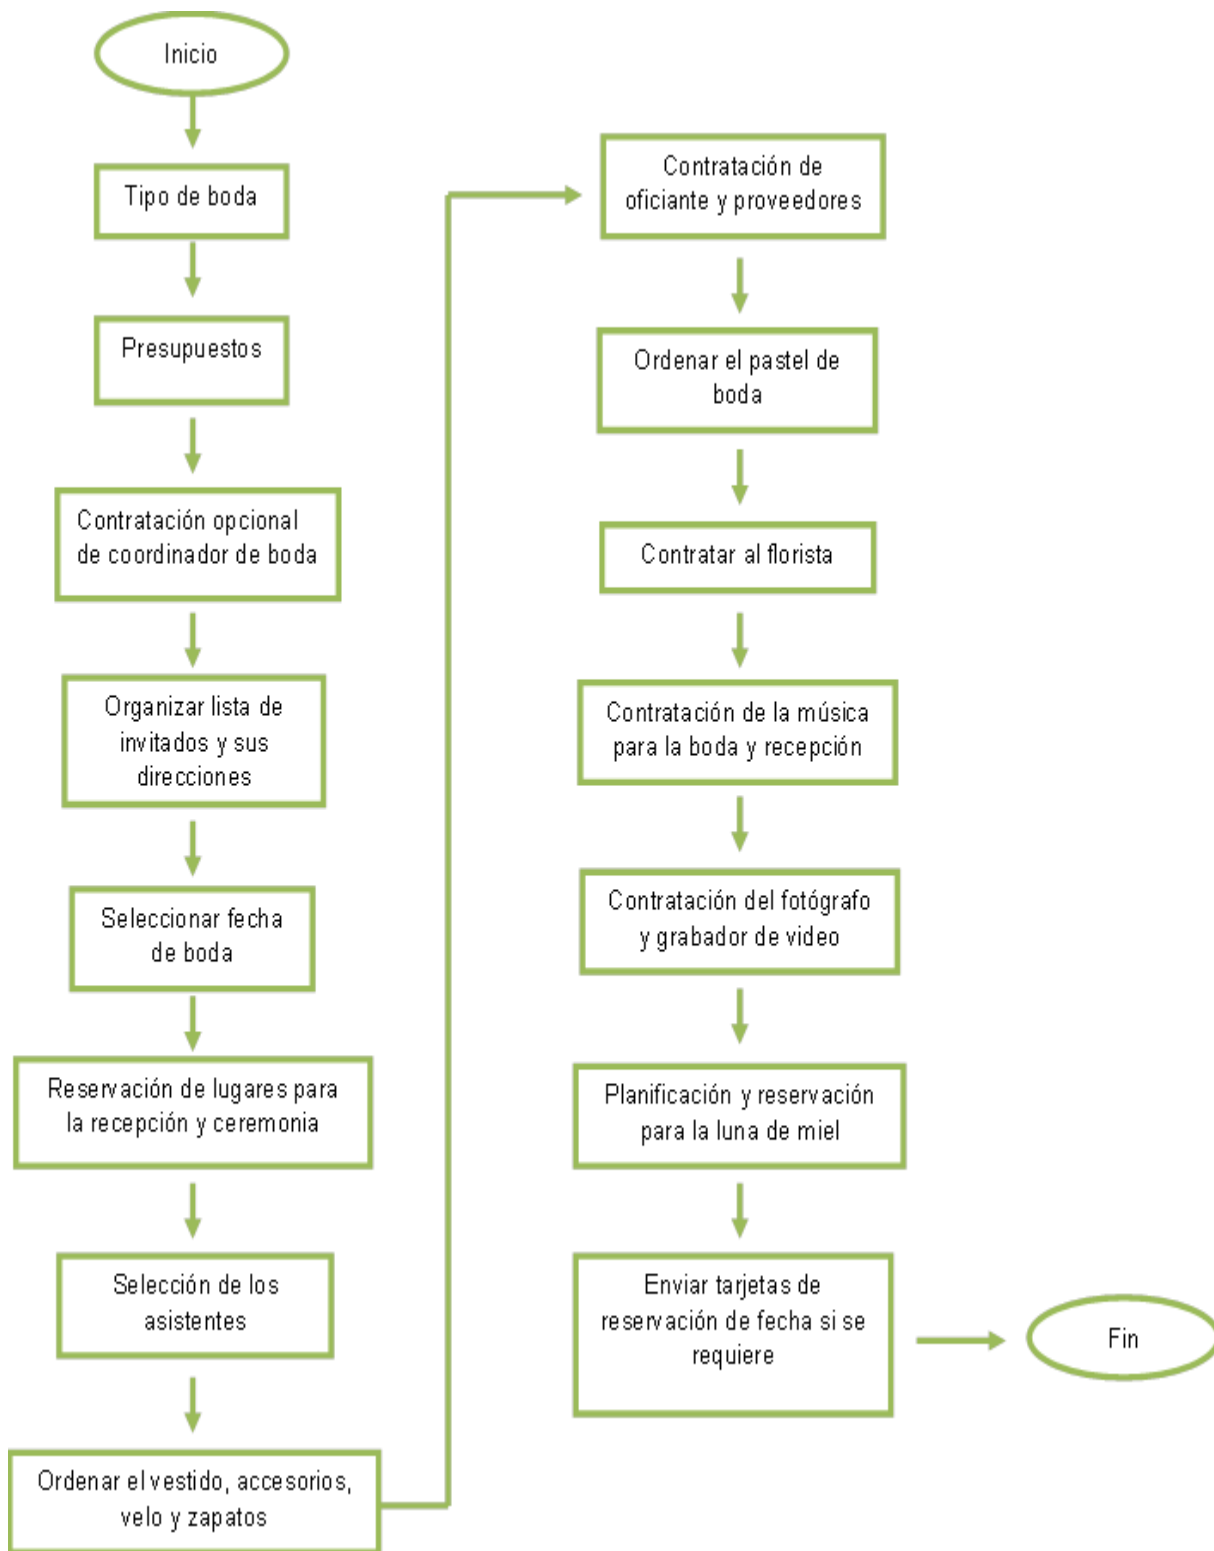 Inicio
Tipo de boda
Presupuestos
Contratación opcional
de coordinador de boda
Organizar lista de
invitados y sus
direcciones
Seleccionar fecha
de boda
Reservación de lugares para
la recepción y ceremonia
Selección de los
asistentes
Ordenar el vestido, accesorios,
velo y zapatos
Contratación de
oficiante y proveedores
Ordenar el pastel de
boda
Contratar al florista
Contratación de la música
para la boda y recepción
Contratación del fotógrafo
y grabador de video
Planificación y reservación
para la luna de miel
Enviar tarjetas de
reservación de fecha si se
requiere
Fin